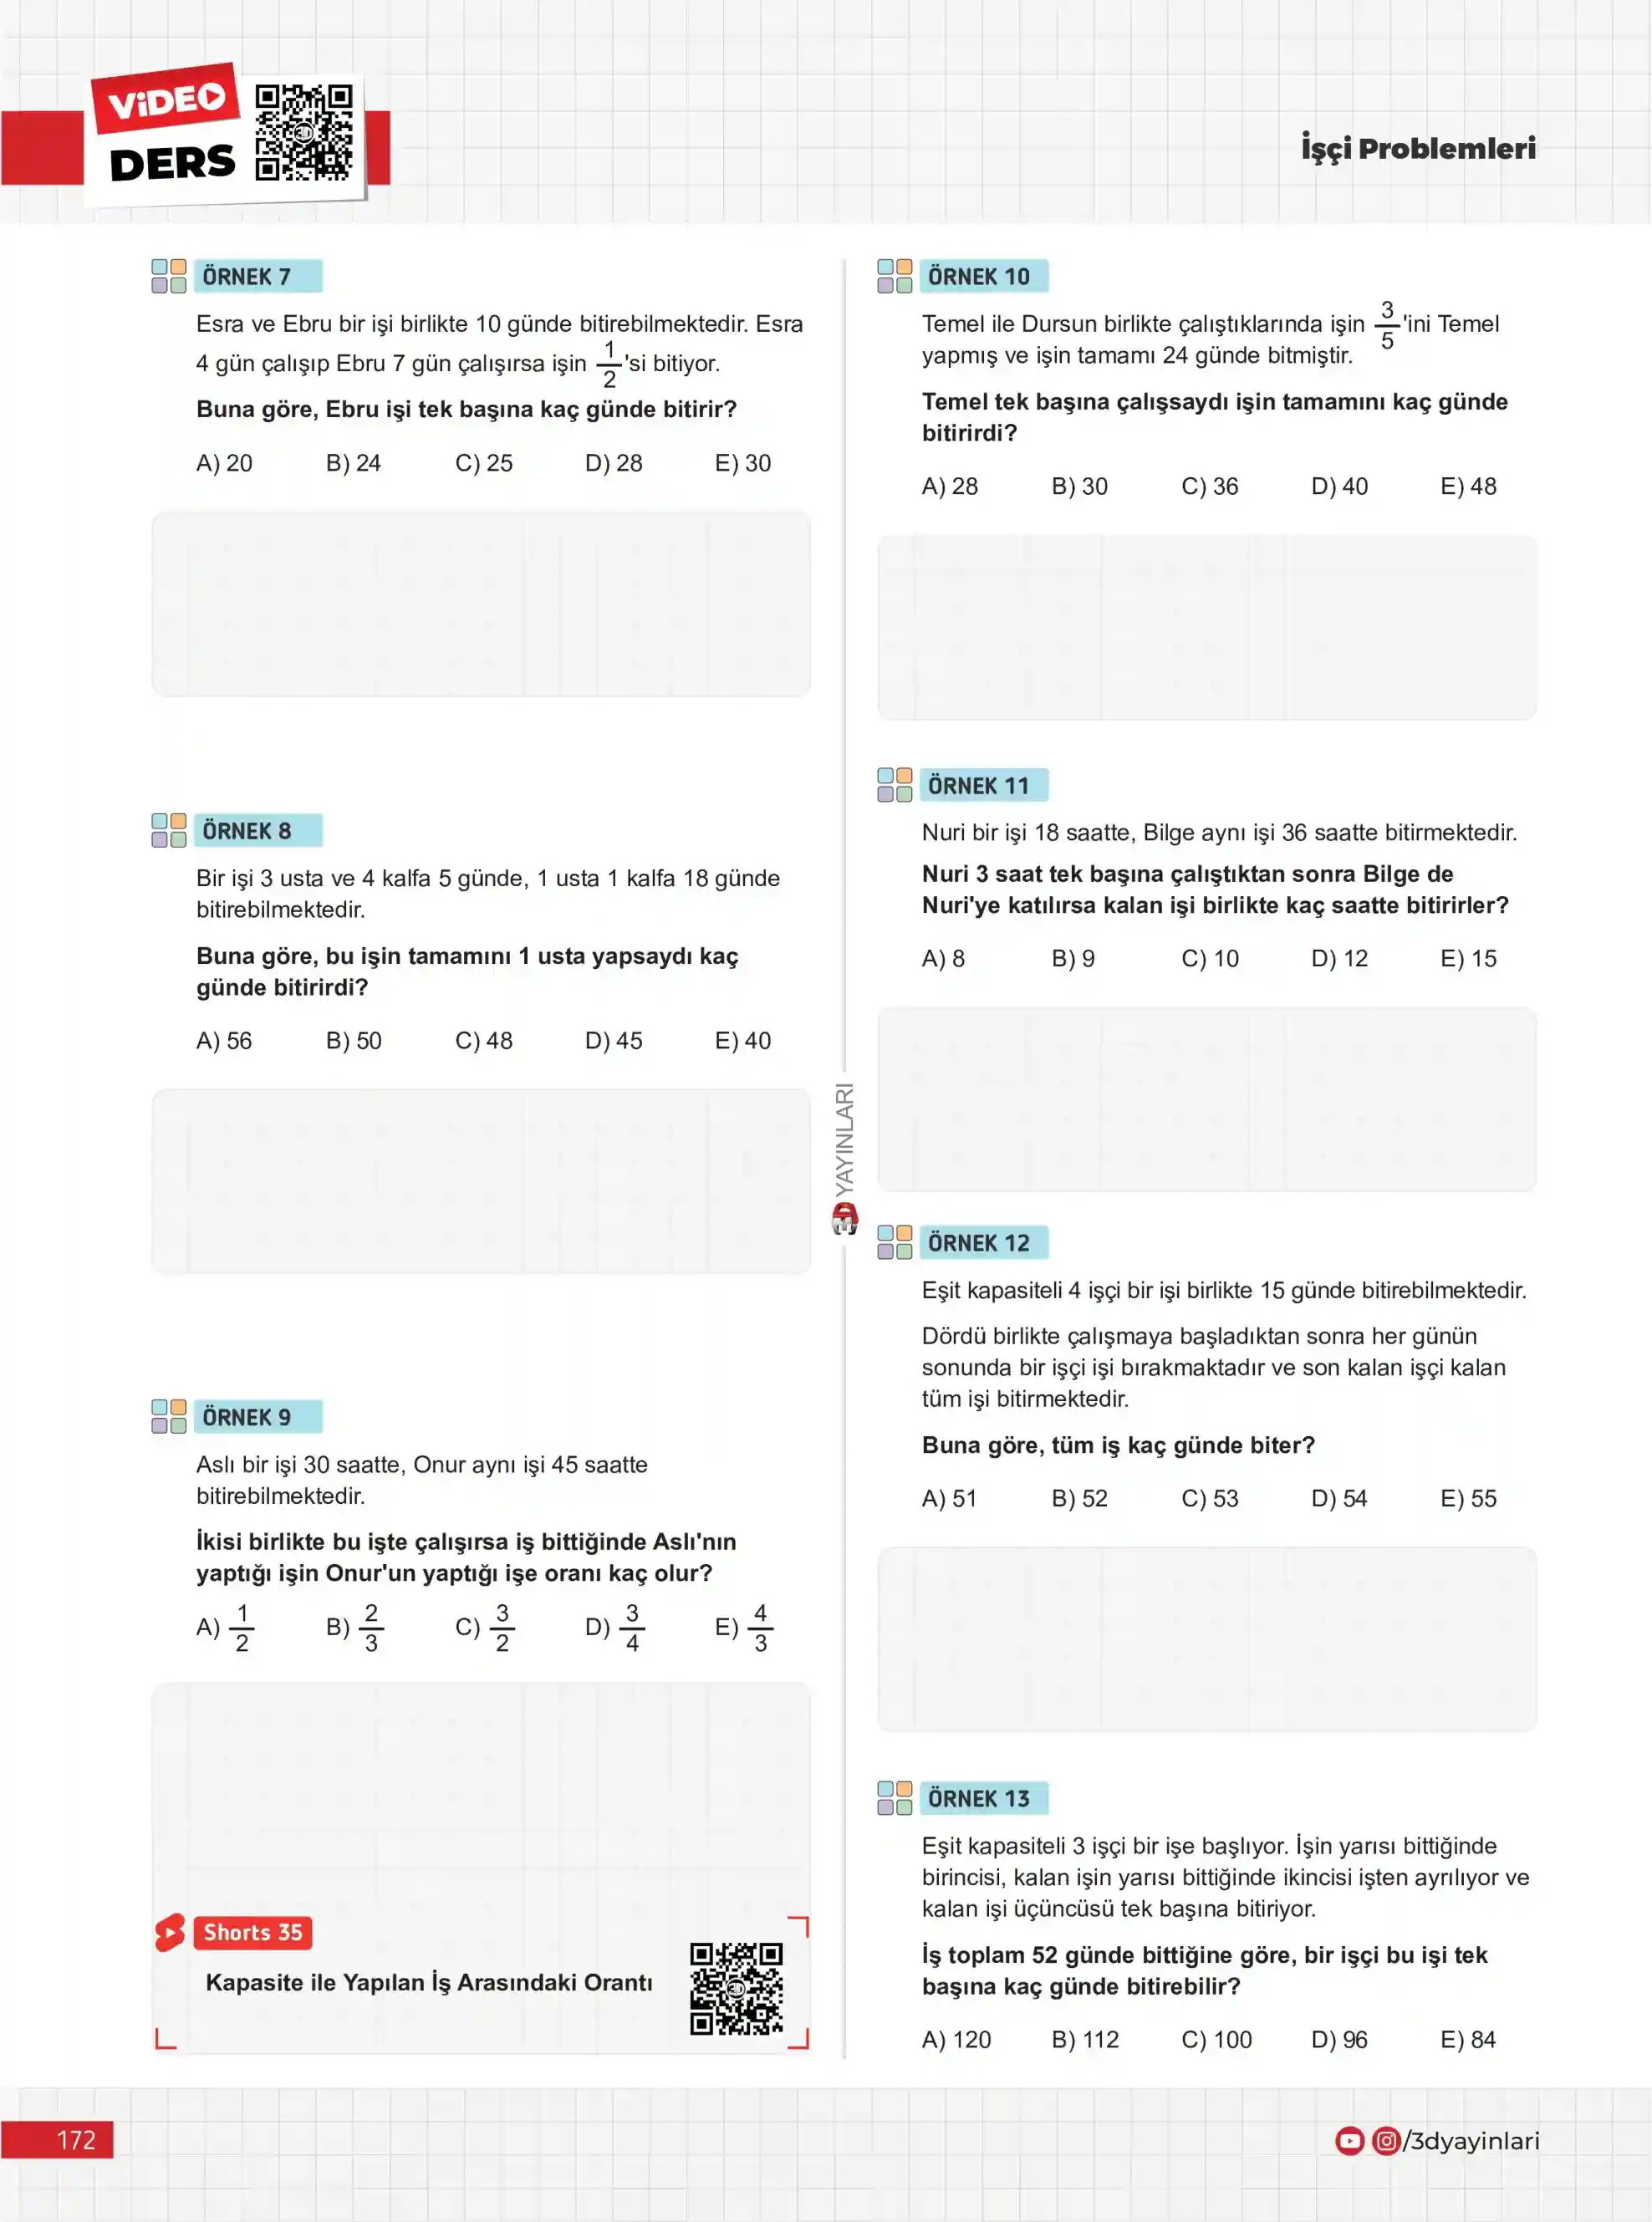 VİDEO
DERS
İşçi Problemleri
ÖRNEK 7
Esra ve Ebru bir işi birlikte 10 günde bitirebilmektedir. Esra
4 gün çalışıp Ebru 7 gün çalışırsa işin 1/2 'si bitiyor.
Buna göre, Ebru işi tek başına kaç günde bitirir?
A) 20 B) 24 C) 25 D) 28 E) 30
ÖRNEK 8
Bir işi 3 usta ve 4 kalfa 5 günde, 1 usta 1 kalfa 18 günde
bitirebilmektedir.
Buna göre, bu işin tamamını 1 usta yapsaydı kaç
günde bitirirdi?
A) 56 B) 50 C) 48 D) 45 E) 40
ÖRNEK 9
Aslı bir işi 30 saatte, Onur aynı işi 45 saatte
bitirebilmektedir.
İkisi birlikte bu işte çalışırsa iş bittiğinde Aslı'nın
yaptığı işin Onur'un yaptığı işe oranı kaç olur?
A) 1/2 B) 2/3 C) 3/2 D) 3/4 E) 4/3
Shorts 35
Kapasite ile Yapılan İş Arasındaki Orantı
3D
YAYINLARI
ÖRNEK 10
Temel ile Dursun birlikte çalıştıklarında işin 3/5 'ini Temel
yapmış ve işin tamamı 24 günde bitmiştir.
Temel tek başına çalışsaydı işin tamamını kaç günde
bitirirdi?
A) 28 B) 30 C) 36 D) 40 E) 48
ÖRNEK 11
Nuri bir işi 18 saatte, Bilge aynı işi 36 saatte bitirmektedir.
Nuri 3 saat tek başına çalıştıktan sonra Bilge de
Nuri'ye katılırsa kalan işi birlikte kaç saatte bitirirler?
A) 8 B) 9 C) 10 D) 12 E) 15
ÖRNEK 12
Eşit kapasiteli 4 işçi bir işi birlikte 15 günde bitirebilmektedir.
Dördü birlikte çalışmaya başladıktan sonra her günün
sonunda bir işçi işi bırakmaktadır ve son kalan işçi kalan
tüm işi bitirmektedir.
Buna göre, tüm iş kaç günde biter?
A) 51 B) 52 C) 53 D) 54 E) 55
ÖRNEK 13
Eşit kapasiteli 3 işçi bir işe başlıyor. İşin yarısı bittiğinde
birincisi, kalan işin yarısı bittiğinde ikincisi işten ayrılıyor ve
kalan işi üçüncüsü tek başına bitiriyor.
İş toplam 52 günde bittiğine göre, bir işçi bu işi tek
başına kaç günde bitirebilir?
A) 120 B) 112 C) 100 D) 96 E) 84
172
/3dyayinlari